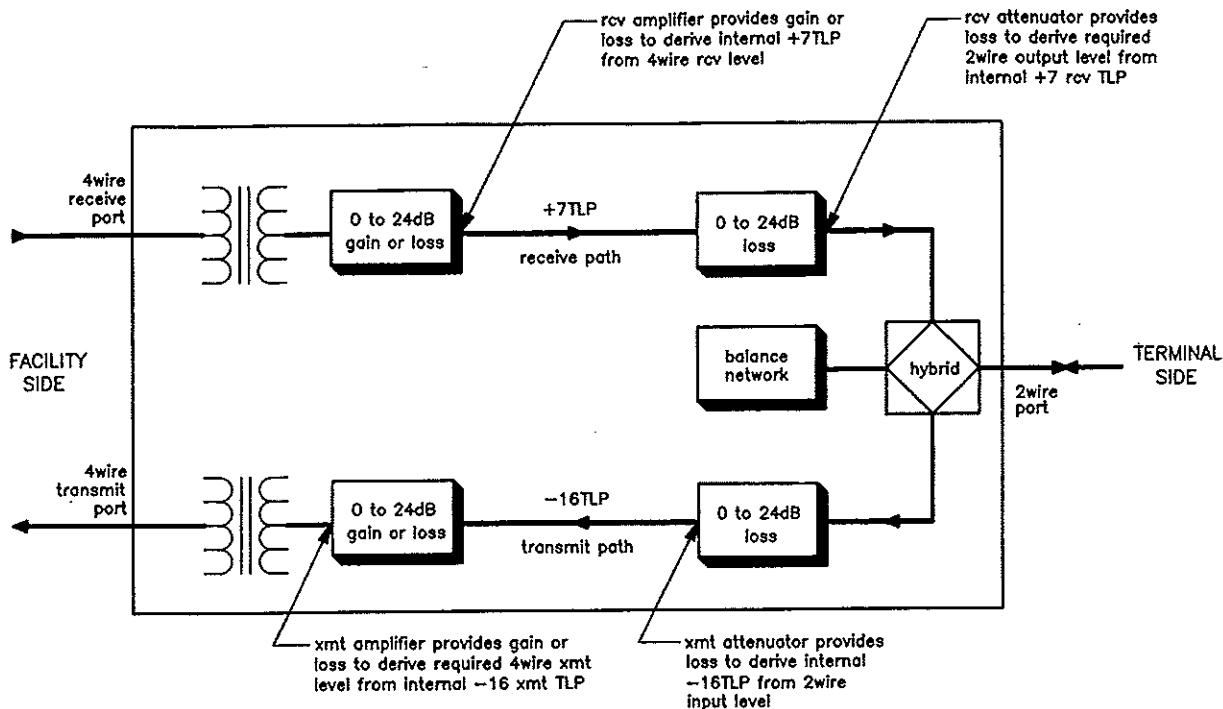 rcv amplifier provides gain or
loss to derive internal +7TLP
from 4wire rcv level
rcv attenuator provides
loss to derive required
2wire output level from
internal +7 rcv TLP
4wire
receive
port
0 to 24dB
gain or loss
+7TLP
receive path
0 to 24dB
loss
FACILITY
SIDE
balance
network
hybrid
2wire
port
TERMINAL
SIDE
4wire
transmit
port
0 to 24dB
gain or loss
−16TLP
transmit path
0 to 24dB
loss
xmt amplifier provides gain or
loss to derive required 4wire xmt
level from internal −16 xmt TLP
xmt attenuator provides
loss to derive internal
−16TLP from 2wire
input level